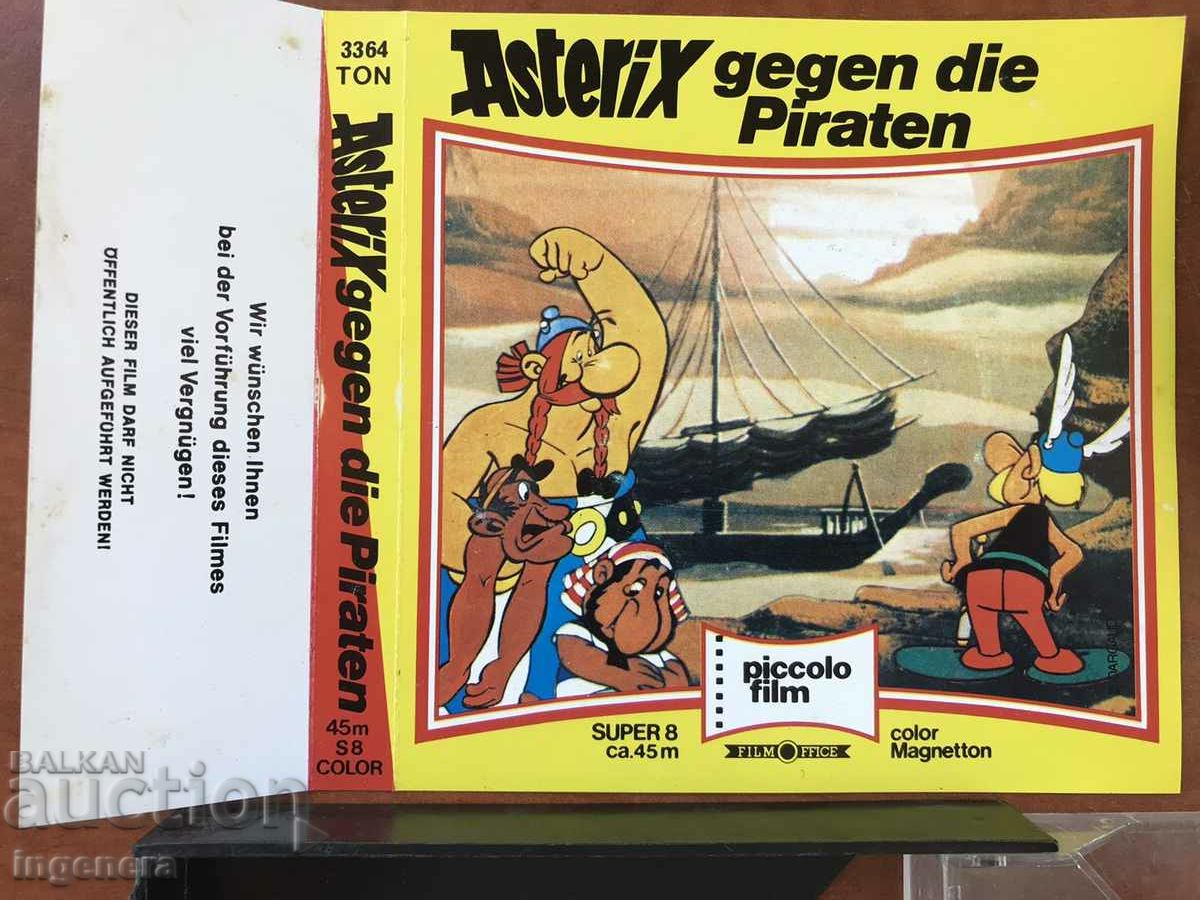 Wir wünschen Ihnen
bei der Vorführung dieses Filmes
viel Vergnügen!
DIESER FILM DARF NICHT
ÖFFENTLICH AUFGEFÜHRT WERDEN!
3364
TON
Asterix gegen die Piraten
45m
S8
COLOR
Asterix gegen die
Piraten
DARGAUD
piccolo
film
SUPER 8
ca.45m
FILM OFFICE
color
Magnetton
BALKAN
auction
ingenera